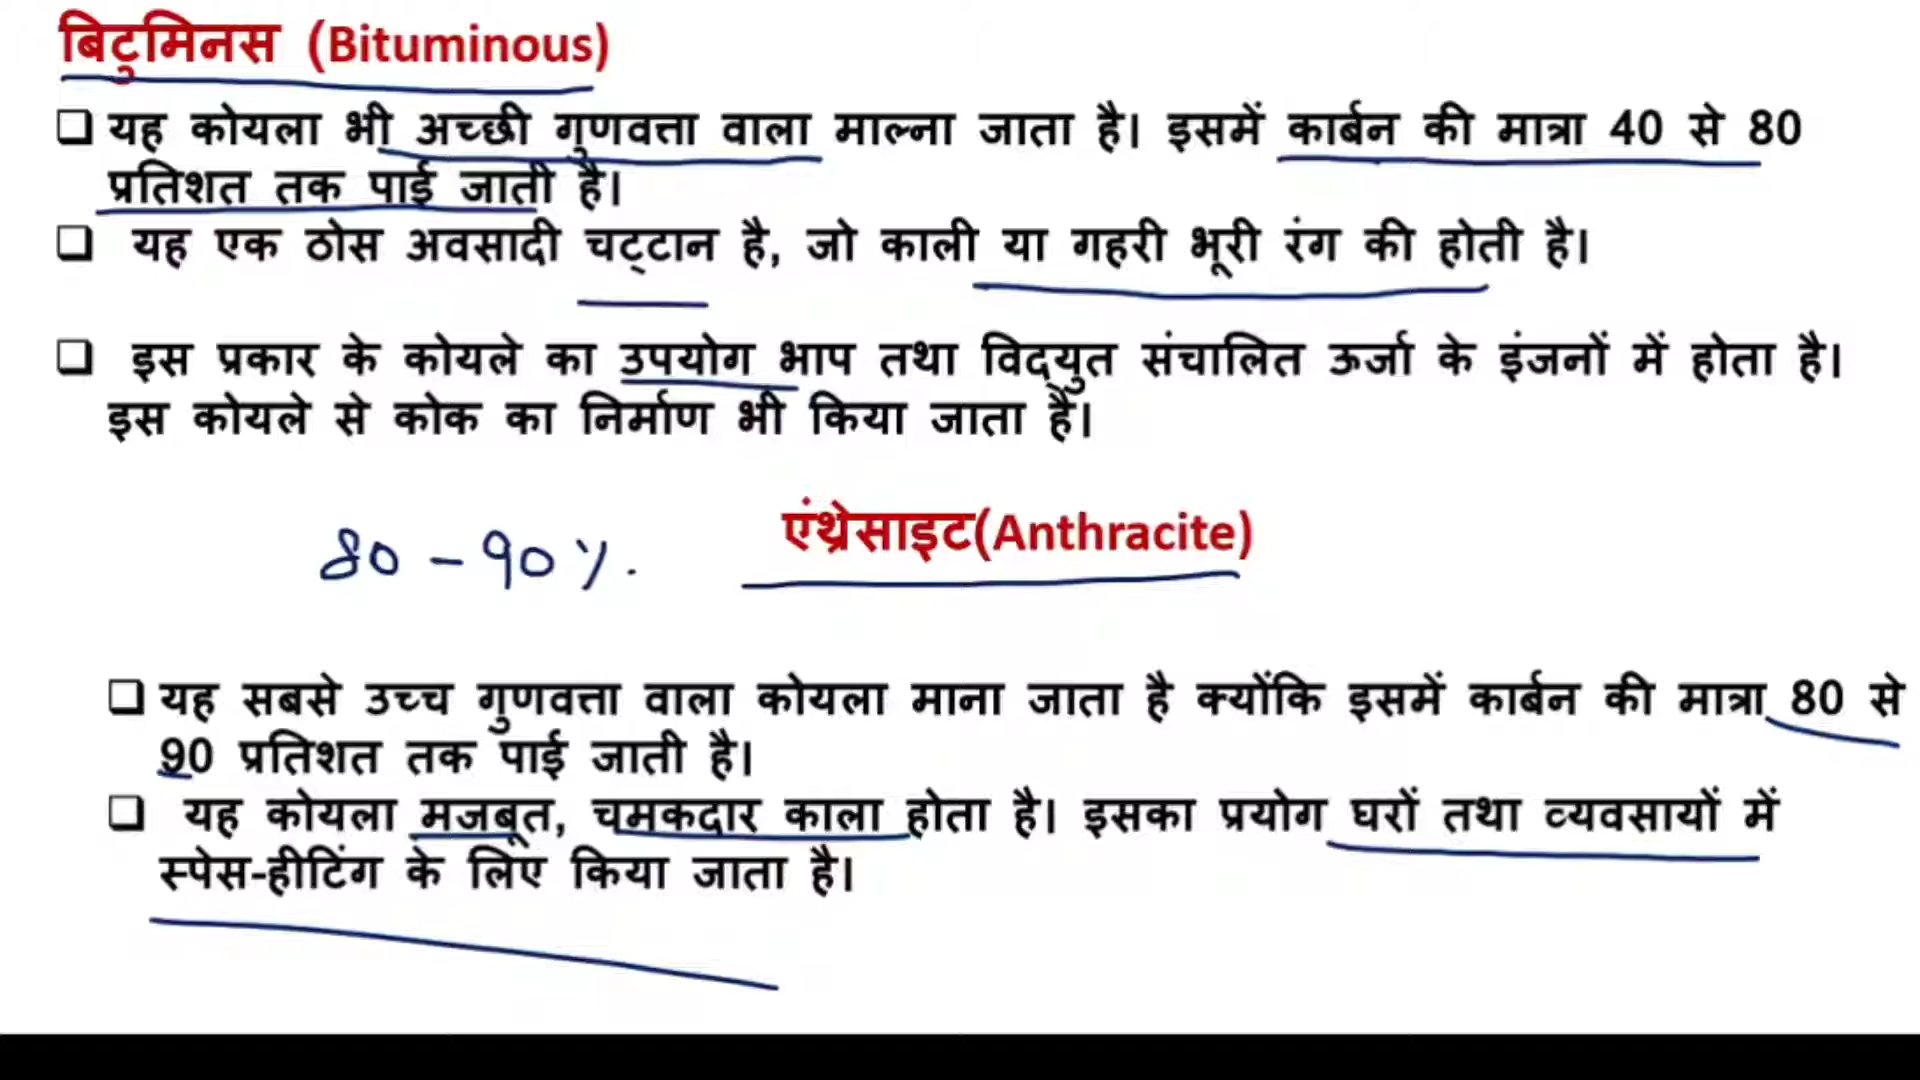 बिटुमिनस (Bituminous)
❑ यह कोयला भी अच्छी गुणवत्ता वाला माल्ना जाता है। इसमें कार्बन की मात्रा 40 से 80
प्रतिशत तक पाई जाती है।
❑ यह एक ठोस अवसादी चट्टान है, जो काली या गहरी भूरी रंग की होती है।
❑ इस प्रकार के कोयले का उपयोग भाप तथा विद्युत संचालित ऊर्जा के इंजनों में होता है।
इस कोयले से कोक का निर्माण भी किया जाता है।
एंथ्रेसाइट(Anthracite)
80 - 90 %.
❑ यह सबसे उच्च गुणवत्ता वाला कोयला माना जाता है क्योंकि इसमें कार्बन की मात्रा 80 से
90 प्रतिशत तक पाई जाती है।
❑ यह कोयला मजबूत, चमकदार काला होता है। इसका प्रयोग घरों तथा व्यवसायों में
स्पेस-हीटिंग के लिए किया जाता है।